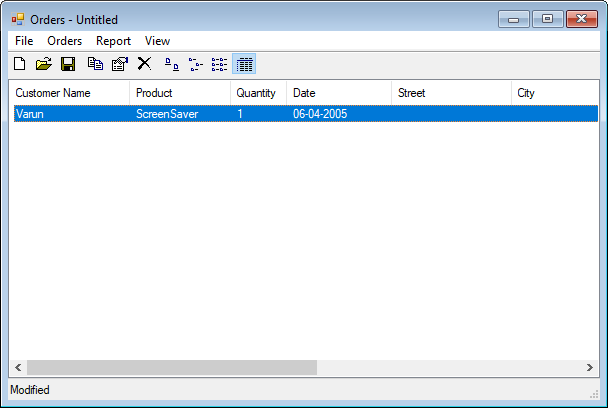 Orders - Untitled
File Orders Report View
Customer Name Product Quantity Date Street City
Varun ScreenSaver 1 06-04-2005
Modified